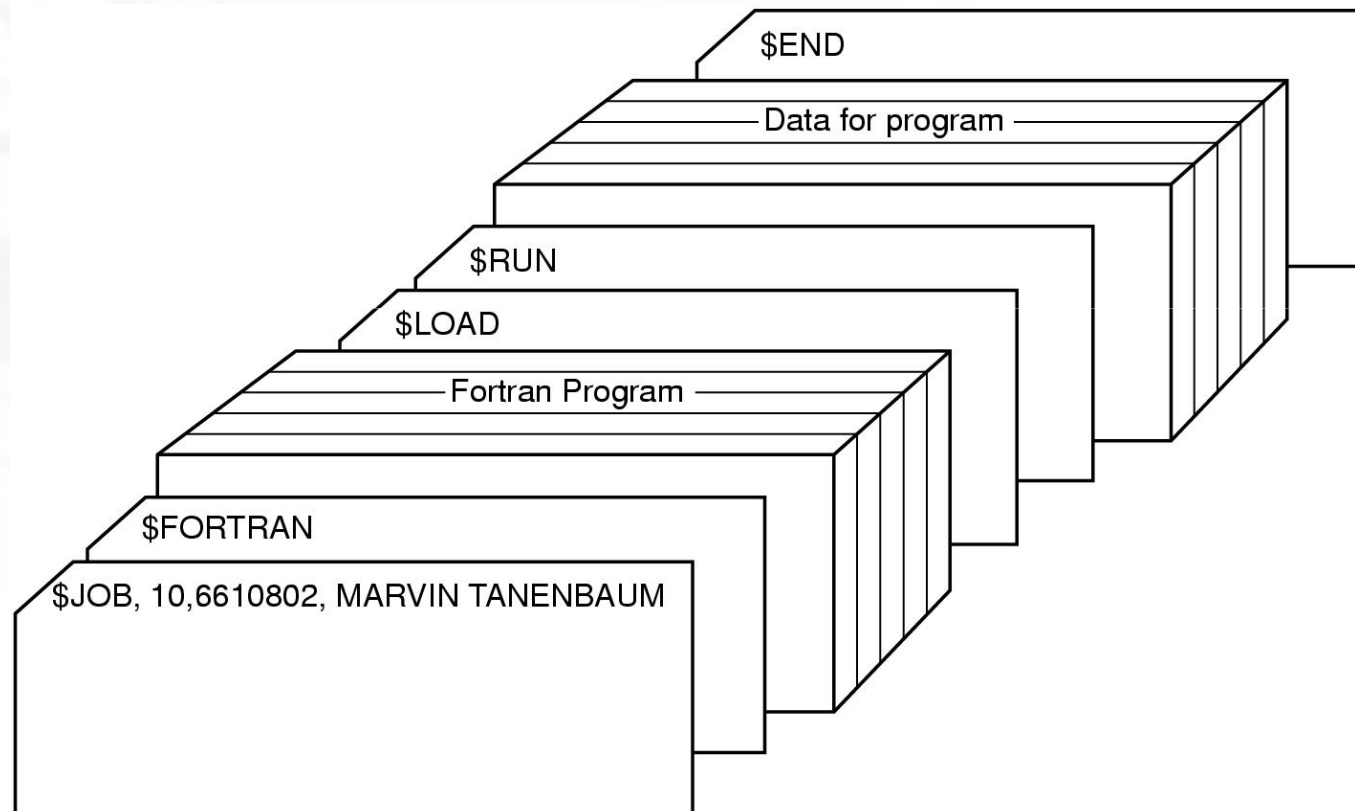 $END
Data for program
$RUN
$LOAD
Fortran Program
$FORTRAN
$JOB, 10,6610802, MARVIN TANENBAUM